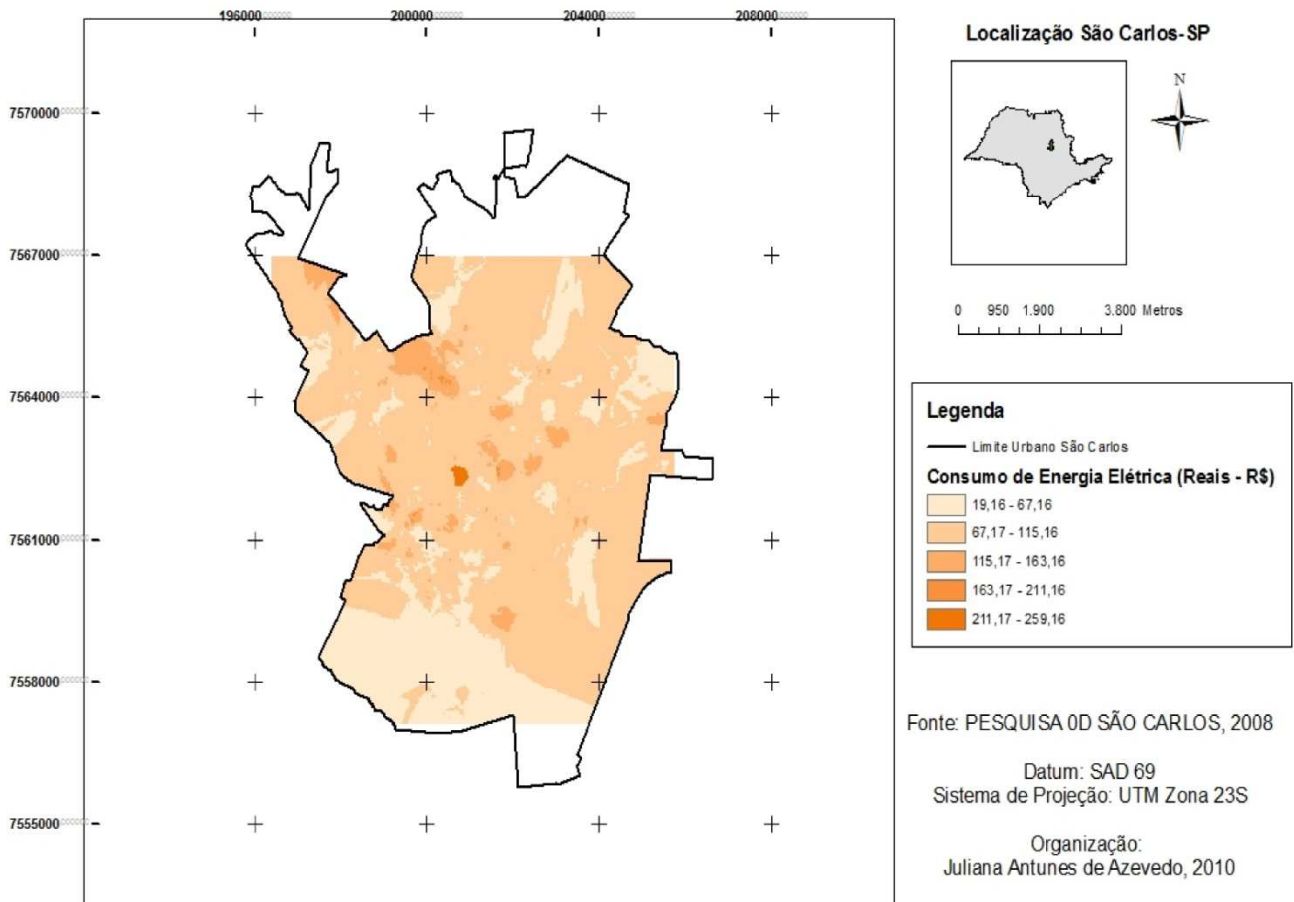 196000 200000 204000 208000
7570000
7567000
7564000
7561000
7558000
7555000
Localização São Carlos-SP
N
0 950 1.900 3.800 Metros
Legenda
Limite Urbano São Carlos
Consumo de Energia Elétrica (Reais - R$)
19,16 - 67,16
67,17 - 115,16
115,17 - 163,16
163,17 - 211,16
211,17 - 259,16
Fonte: PESQUISA 0D SÃO CARLOS, 2008
Datum: SAD 69
Sistema de Projeção: UTM Zona 23S
Organização:
Juliana Antunes de Azevedo, 2010